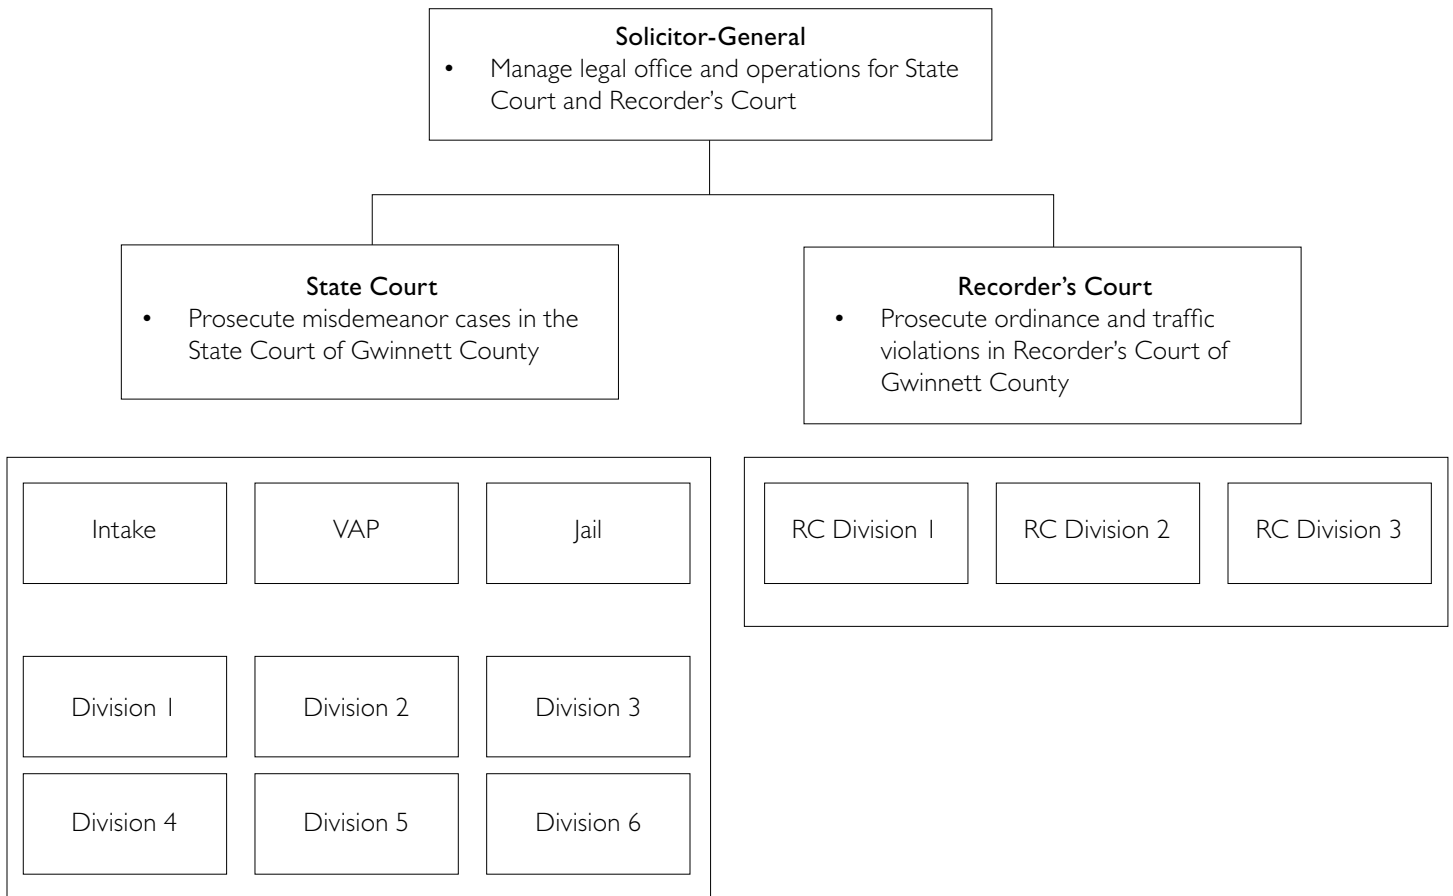 Solicitor-General
• Manage legal office and operations for State
Court and Recorder’s Court
State Court
• Prosecute misdemeanor cases in the
State Court of Gwinnett County
Recorder’s Court
• Prosecute ordinance and traffic
violations in Recorder’s Court of
Gwinnett County
Intake
VAP
Jail
Division 1
Division 2
Division 3
Division 4
Division 5
Division 6
RC Division 1
RC Division 2
RC Division 3